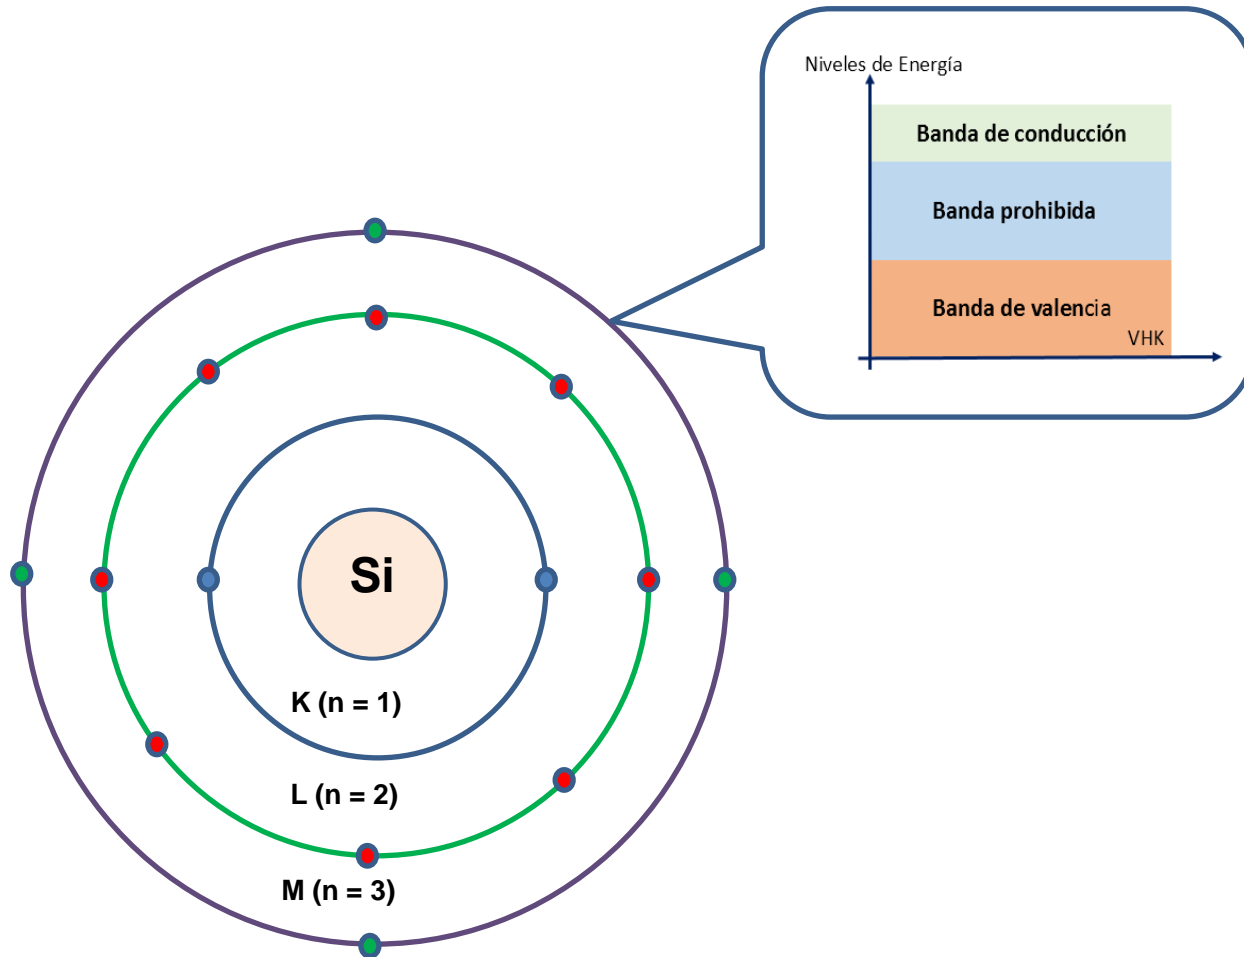 Niveles de Energía
Banda de conducción
Banda prohibida
Banda de valencia
VHK
Si
K (n = 1)
L (n = 2)
M (n = 3)